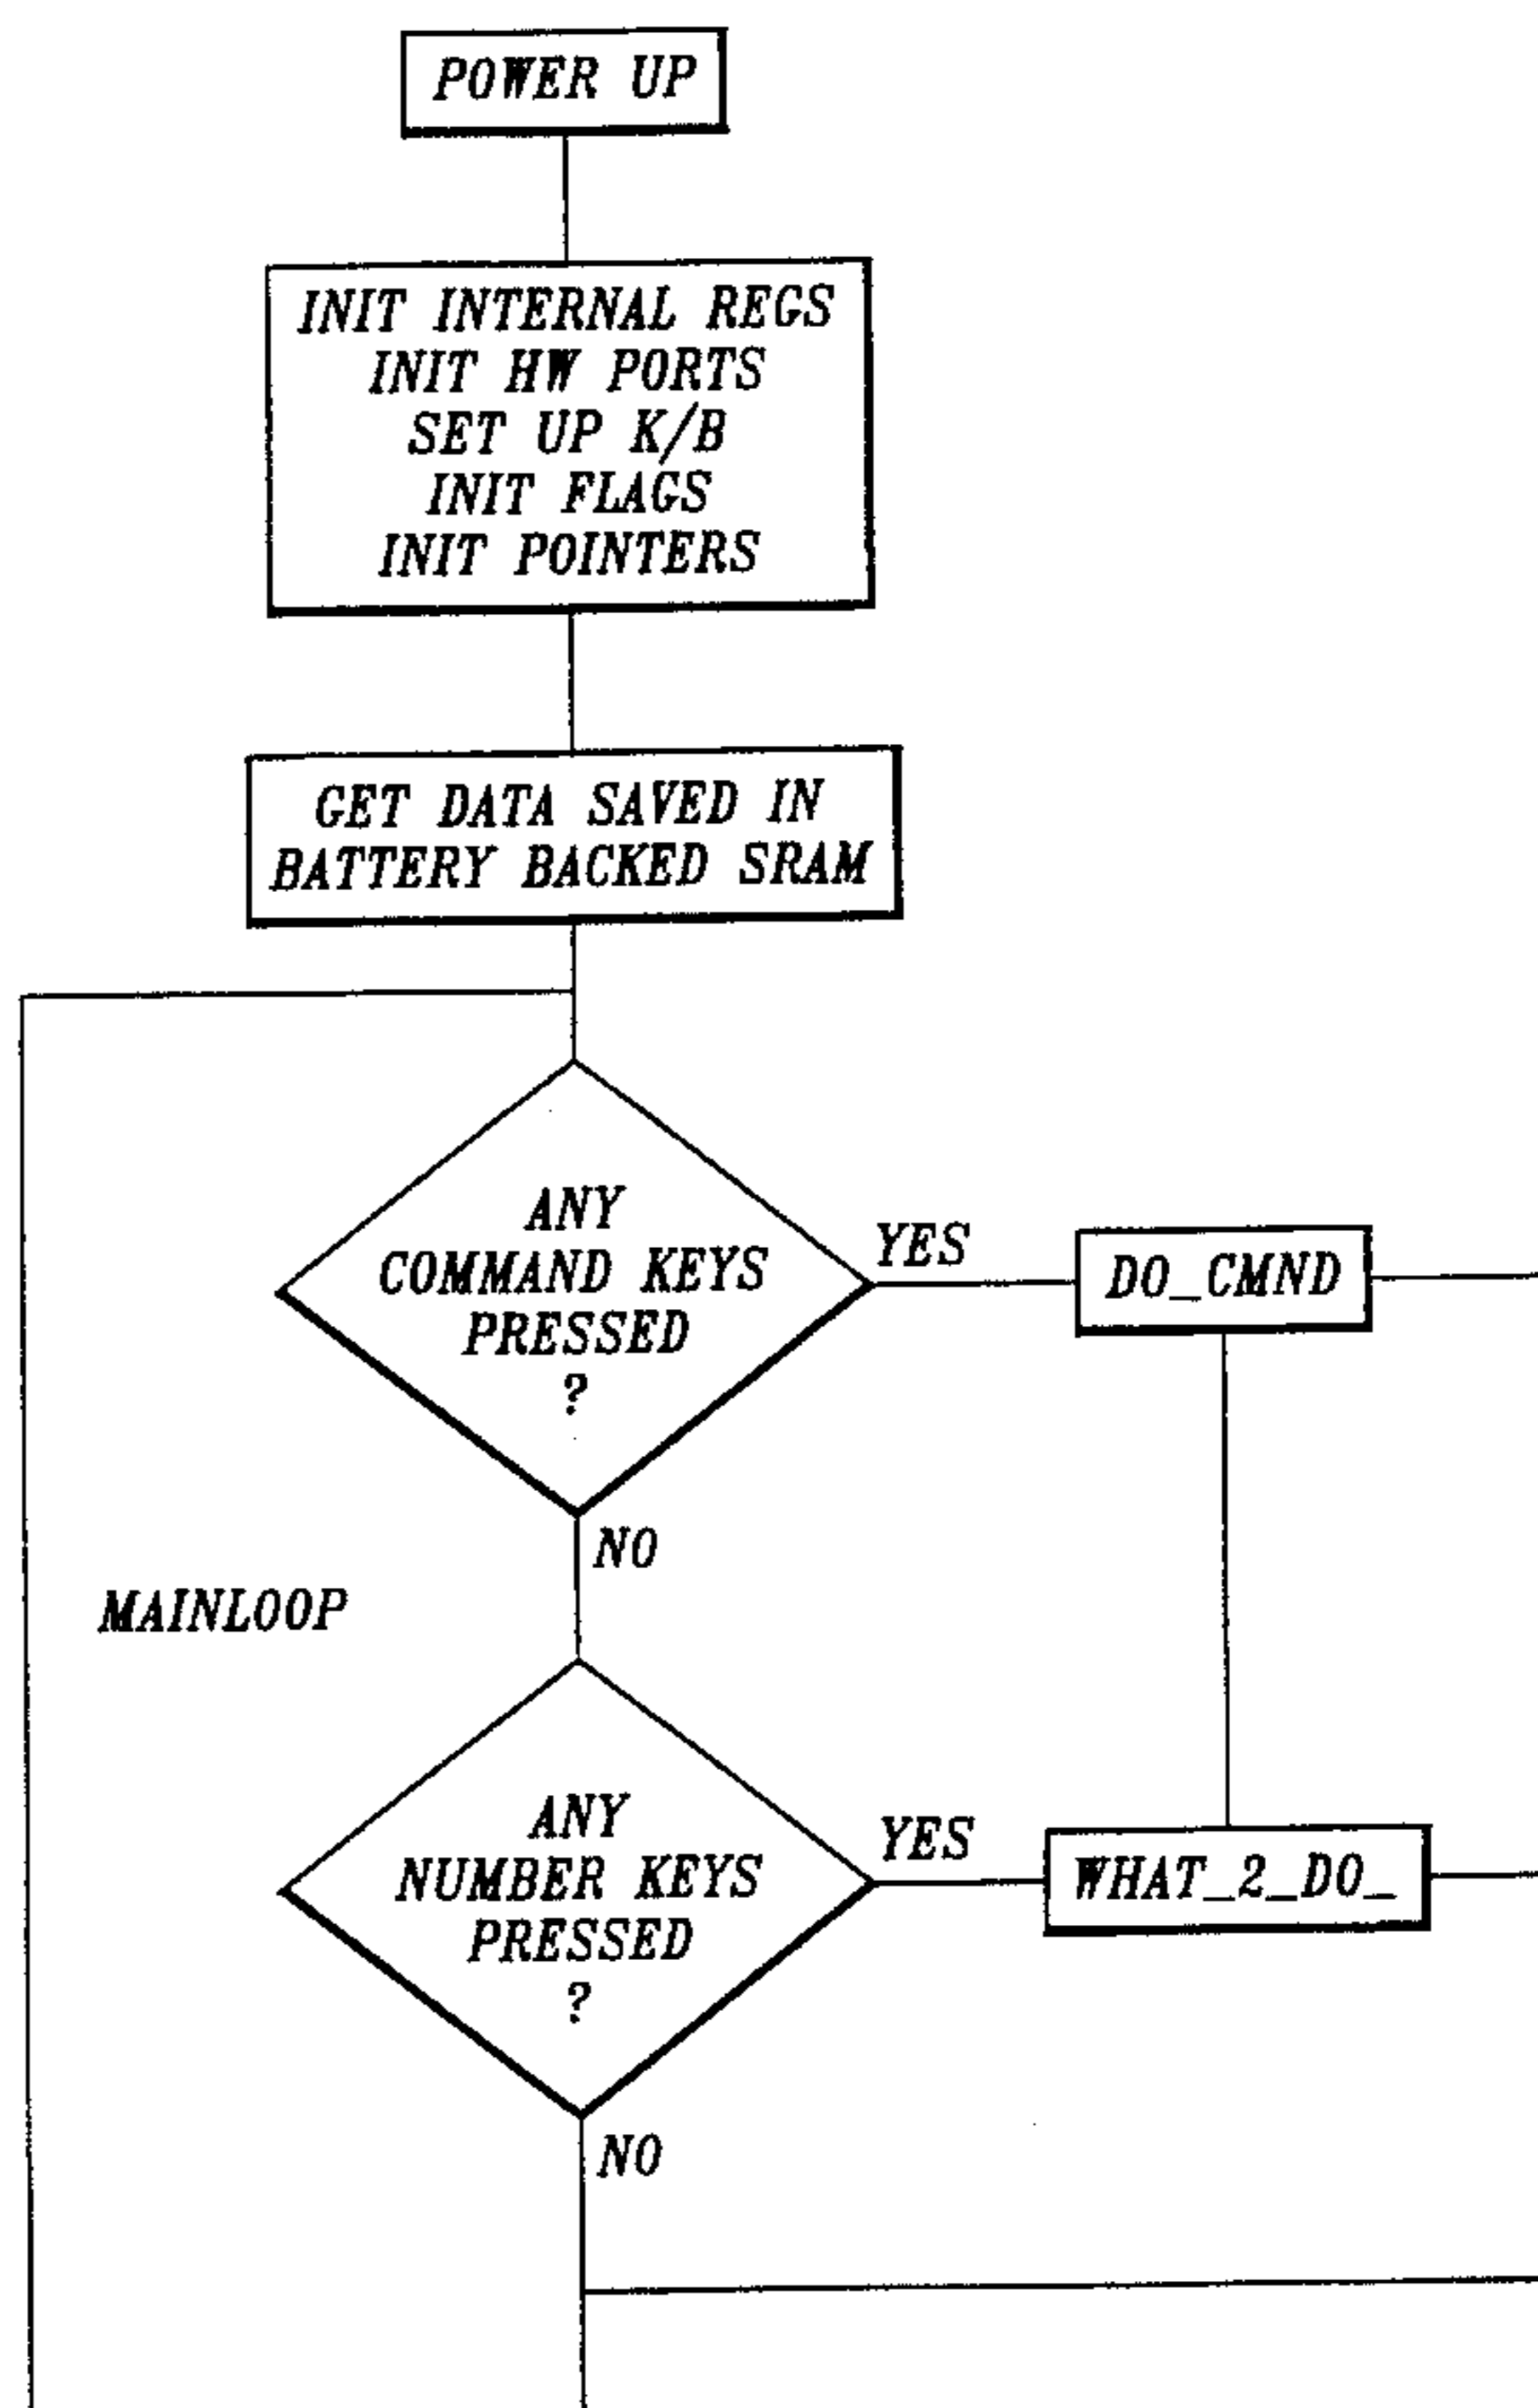 POWER UP
INIT INTERNAL REGS
INIT HW PORTS
SET UP K/B
INIT FLAGS
INIT POINTERS
GET DATA SAVED IN
BATTERY BACKED SRAM
ANY
COMMAND KEYS
PRESSED
?
YES
DO_CMND
NO
MAINLOOP
ANY
NUMBER KEYS
PRESSED
?
YES
WHAT_2_DO_
NO